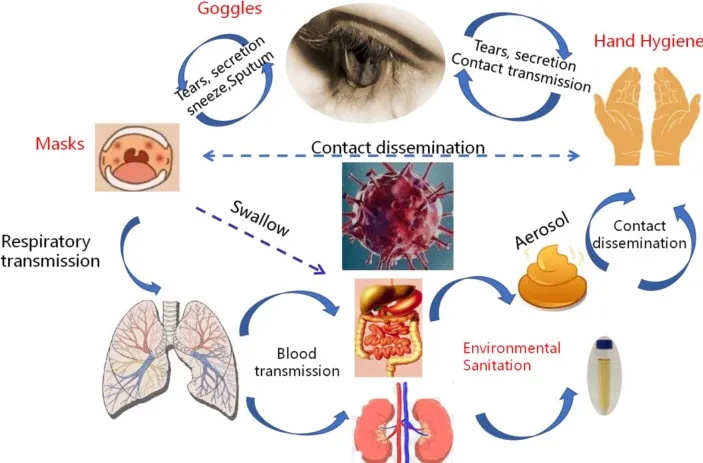 Goggles
Tears, secretion
sneeze,Sputum
Tears, secretion
Contact transmission
Hand Hygiene
Masks
Contact dissemination
Swallow
Respiratory
transmission
Aerosol
Contact
dissemination
Blood
transmission
Environmental
Sanitation